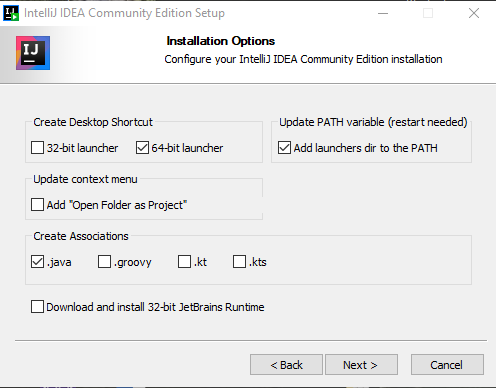 IntelliJ IDEA Community Edition Setup
Installation Options
Configure your IntelliJ IDEA Community Edition installation
Create Desktop Shortcut
32-bit launcher
64-bit launcher
Update PATH variable (restart needed)
Add launchers dir to the PATH
Update context menu
Add "Open Folder as Project"
Create Associations
.java
.groovy
.kt
.kts
Download and install 32-bit JetBrains Runtime
< Back
Next >
Cancel
IJ